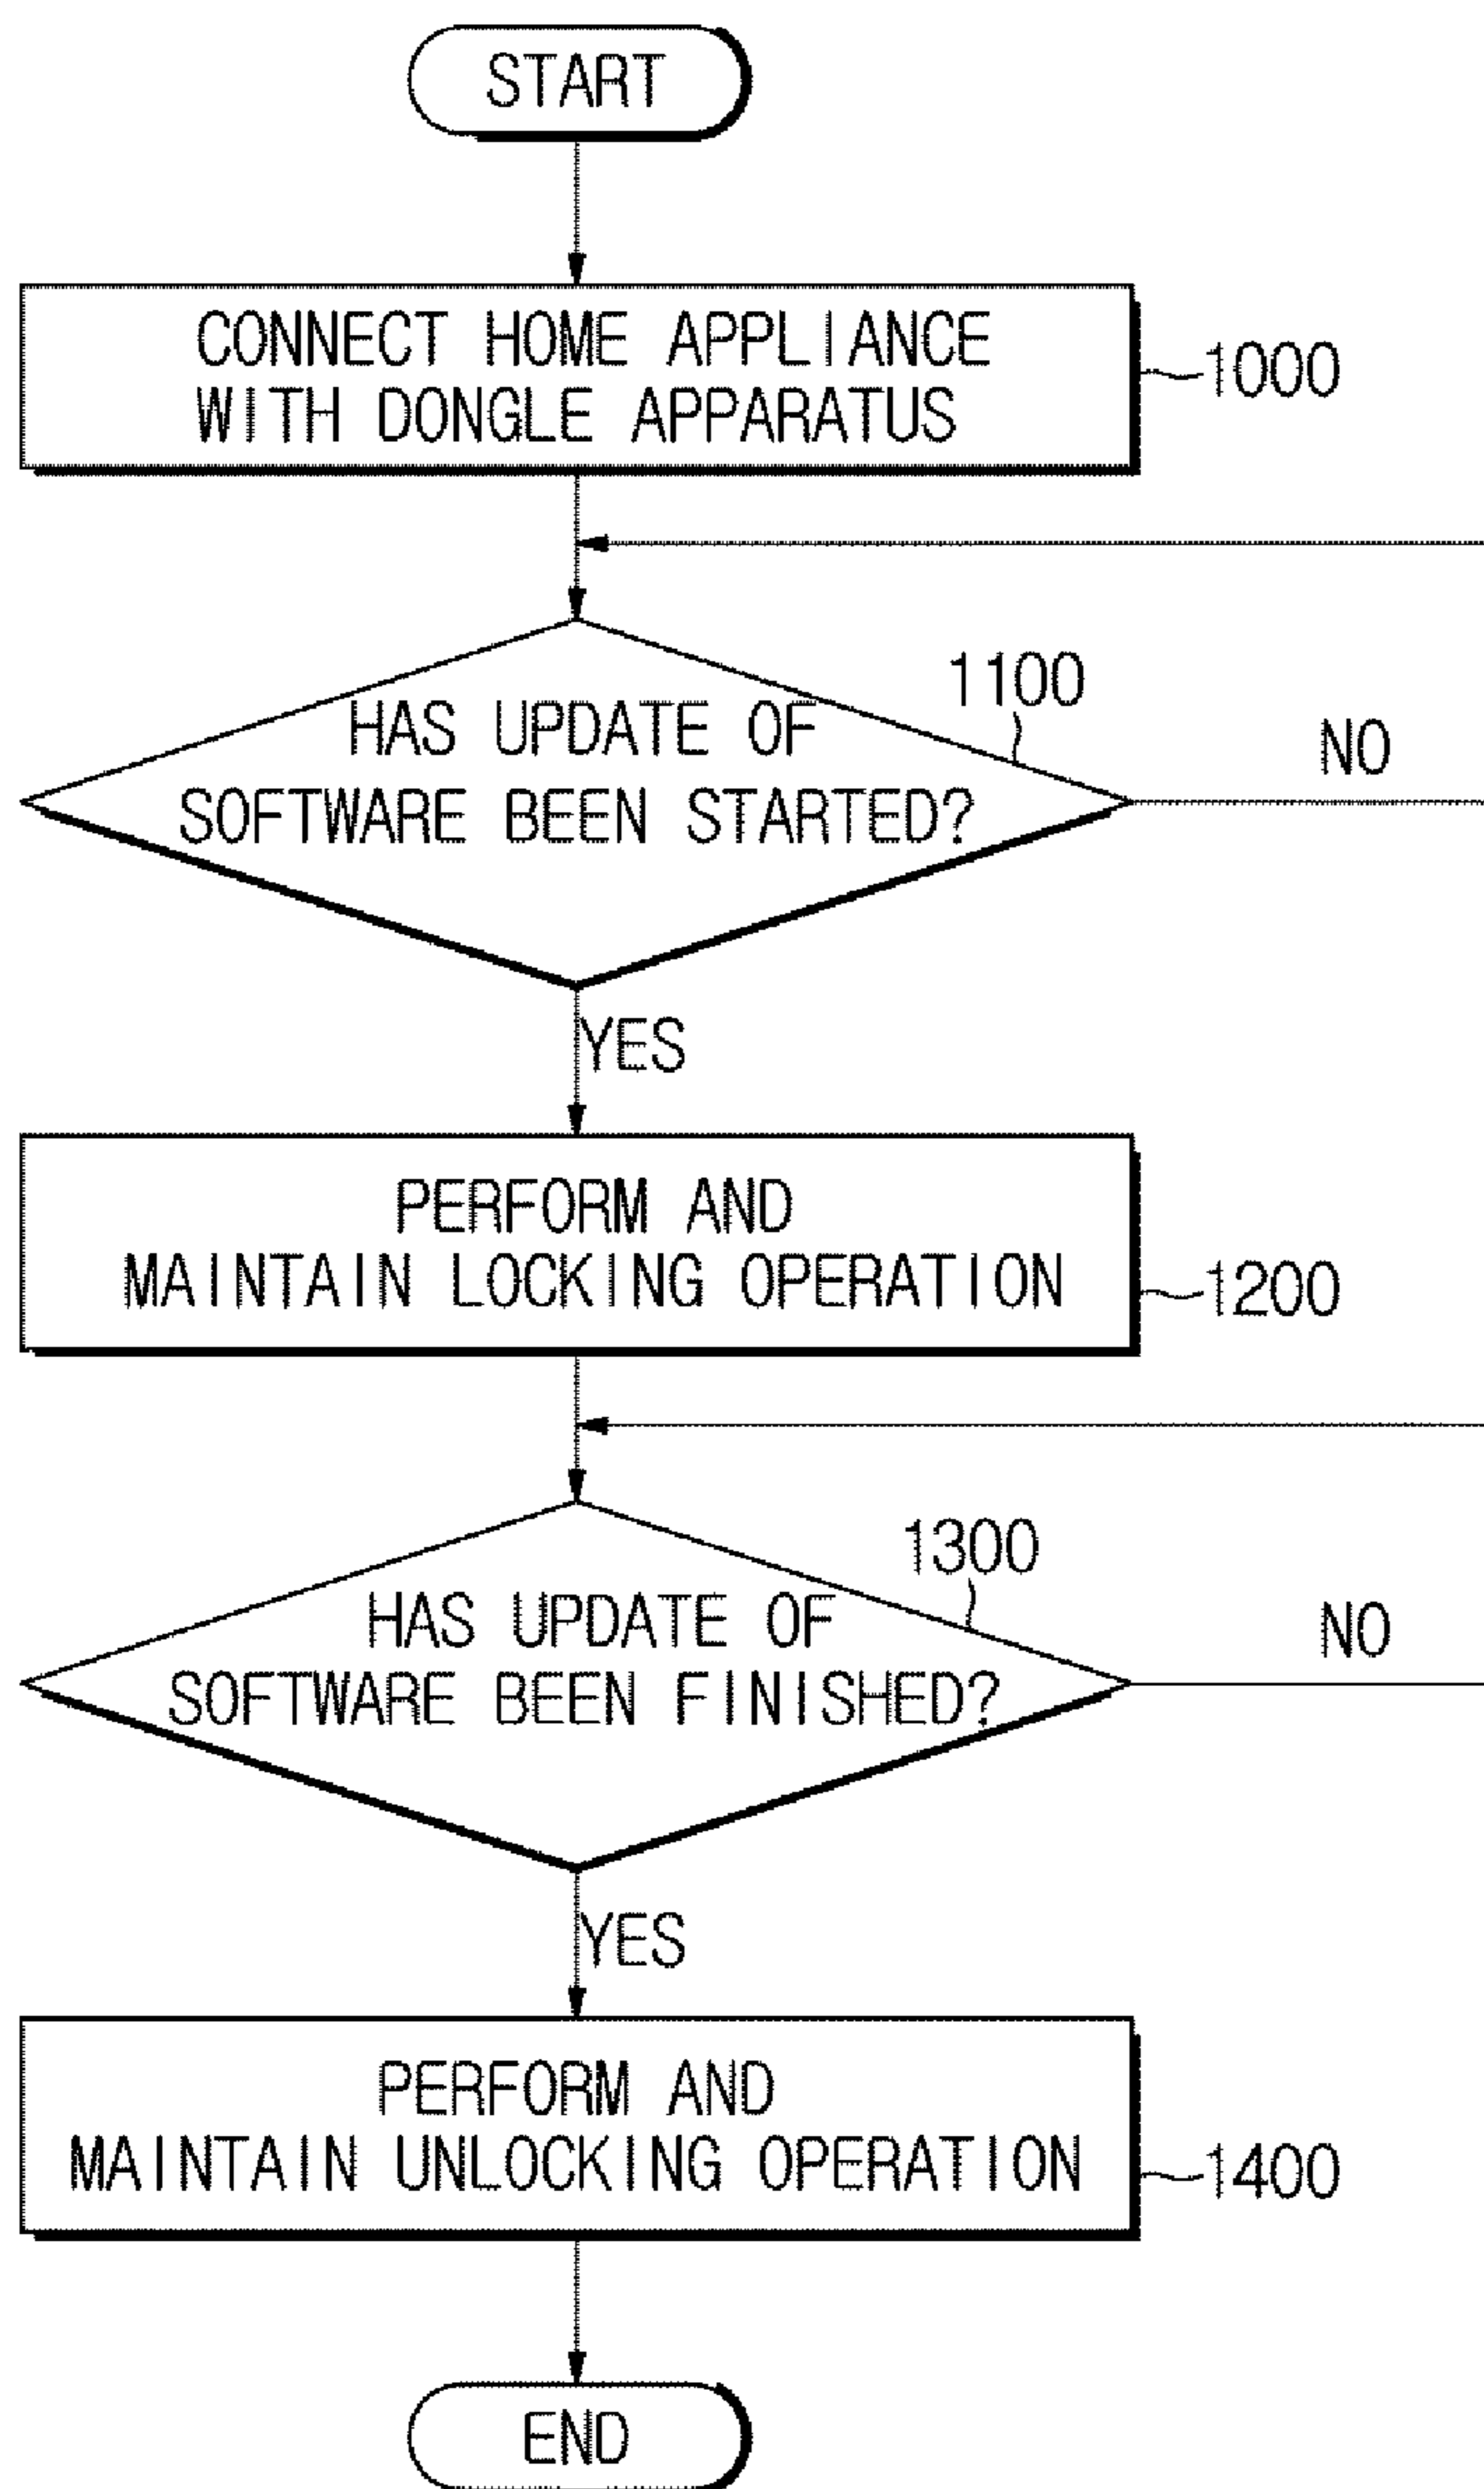 START
CONNECT HOME APPLIANCE
WITH DONGLE APPARATUS
1000
1100
HAS UPDATE OF
SOFTWARE BEEN STARTED?
NO
YES
PERFORM AND
MAINTAIN LOCKING OPERATION
1200
1300
HAS UPDATE OF
SOFTWARE BEEN FINISHED?
NO
YES
PERFORM AND
MAINTAIN UNLOCKING OPERATION
1400
END